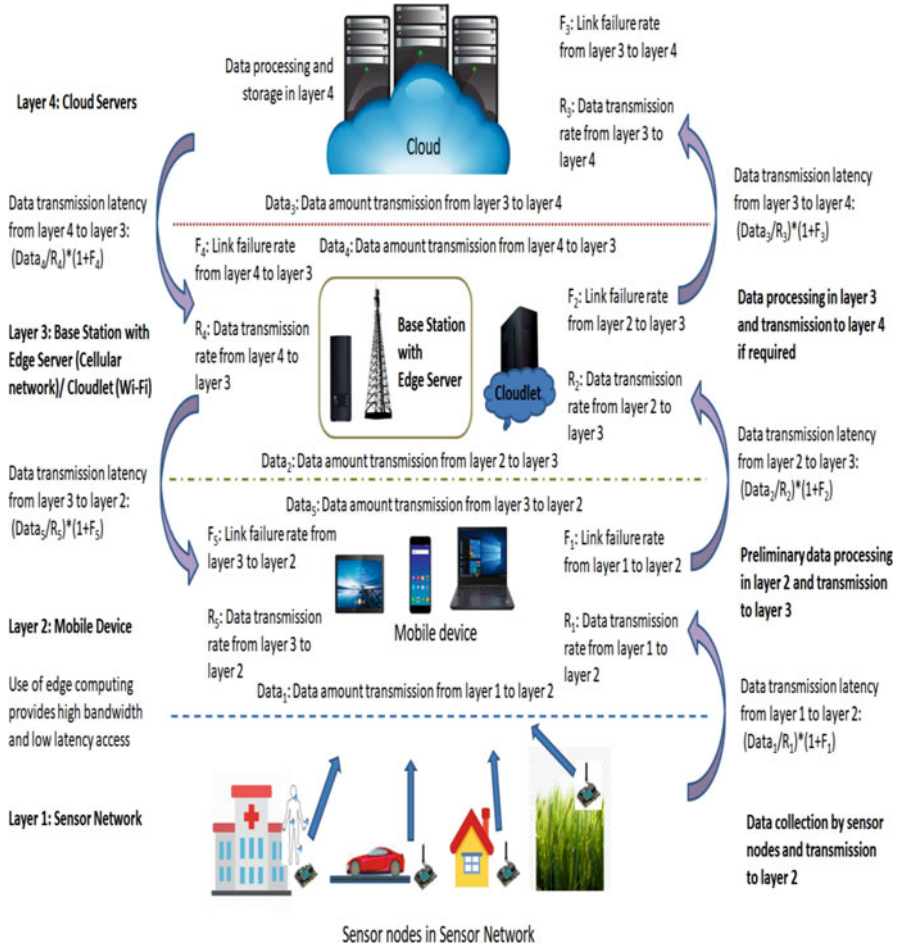 F3: Link failure rate
from layer 3 to layer 4
Data processing and
storage in layer 4
Layer 4: Cloud Servers
Cloud
R3: Data transmission
rate from layer 3 to
layer 4
Data transmission latency
from layer 4 to layer 3:
(Data4/R4)*(1+F4)
Data3: Data amount transmission from layer 3 to layer 4
Data transmission latency
from layer 3 to layer 4:
(Data3/R3)*(1+F3)
F4: Link failure rate
from layer 4 to layer 3
Data4: Data amount transmission from layer 4 to layer 3
Layer 3: Base Station with
Edge Server (Cellular
network)/ Cloudlet (Wi-Fi)
R4: Data transmission
rate from layer 4 to
layer 3
Base Station
with
Edge Server
Cloudlet
F2: Link failure rate
from layer 2 to layer 3
Data processing in layer 3
and transmission to layer 4
if required
R2: Data transmission
rate from layer 2 to
layer 3
Data transmission latency
from layer 3 to layer 2:
(Data5/R5)*(1+F5)
Data2: Data amount transmission from layer 2 to layer 3
Data transmission latency
from layer 2 to layer 3:
(Data2/R2)*(1+F2)
Data5: Data amount transmission from layer 3 to layer 2
F5: Link failure rate from
layer 3 to layer 2
F1: Link failure rate
from layer 1 to layer 2
Preliminary data processing
in layer 2 and transmission
to layer 3
Layer 2: Mobile Device
R5: Data transmission
rate from layer 3 to
layer 2
Mobile device
R1: Data transmission
rate from layer 1 to
layer 2
Use of edge computing
provides high bandwidth
and low latency access
Data1: Data amount transmission from layer 1 to layer 2
Data transmission latency
from layer 1 to layer 2:
(Data1/R1)*(1+F1)
Layer 1: Sensor Network
Data collection by sensor
nodes and transmission
to layer 2
Sensor nodes in Sensor Network